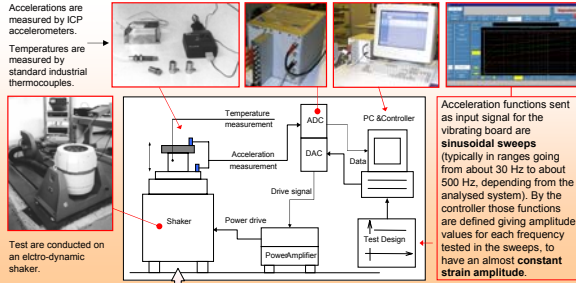 Accelerations are
measured by ICP
accelerometers.
Temperatures are
measured by
standard industrial
thermocouples.
Test are conducted on
an elctro-dynamic
shaker.
Temperature
measurement
Acceleration
measurement
ADC
DAC
PC &Controller
Data
Drive signal
Power drive
Shaker
PowerAmplifier
Test Design
Acceleration functions sent
as input signal for the
vibrating board are
sinusoidal sweeps
(typically in ranges going
from about 30 Hz to about
500 Hz, depending from the
analysed system). By the
controller those functions
are defined giving amplitude
values for each frequency
tested in the sweeps, to
have an almost constant
strain amplitude.